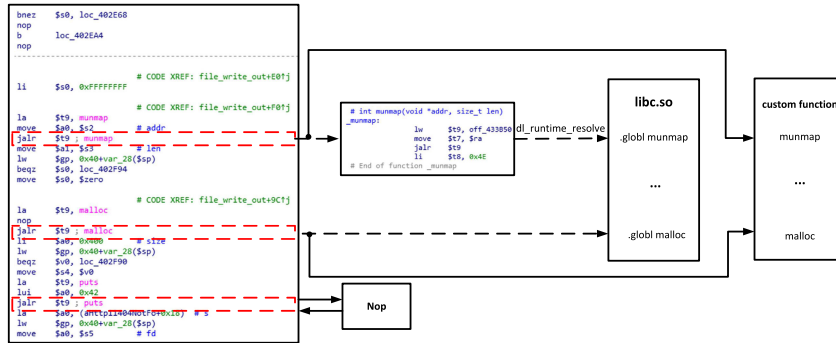 bnez $s0, loc_402E68
nop
b loc_402EA4
nop
# CODE XREF: file_write_out+E0↑j
li $s0, 0xFFFFFFFF
# CODE XREF: file_write_out+F0↑j
la $t9, munmap
move $a0, $s2 # addr
jalr $t9 ; munmap
move $a1, $s3 # len
lw $gp, 0x40+var_28($sp)
beqz $s0, loc_402F94
move $s0, $zero
# CODE XREF: file_write_out+9C↑j
la $t9, malloc
nop
jalr $t9 ; malloc
li $a0, 0x400 # size
lw $gp, 0x40+var_28($sp)
beqz $v0, loc_402F90
move $s4, $v0
la $t9, puts
lui $a0, 0x42
jalr $t9 ; puts
la $a0, (aHttp11404NotFo+0x18) # s
lw $gp, 0x40+var_28($sp)
move $a0, $s5 # fd
# int munmap(void *addr, size_t len)
_munmap:
lw $t9, off_433B50
move $t7, $ra
jalr $t9
li $t8, 0x4E
# End of function _munmap
dl_runtime_resolve
Nop
libc.so
.globl munmap
...
.globl malloc
custom function
munmap
...
malloc